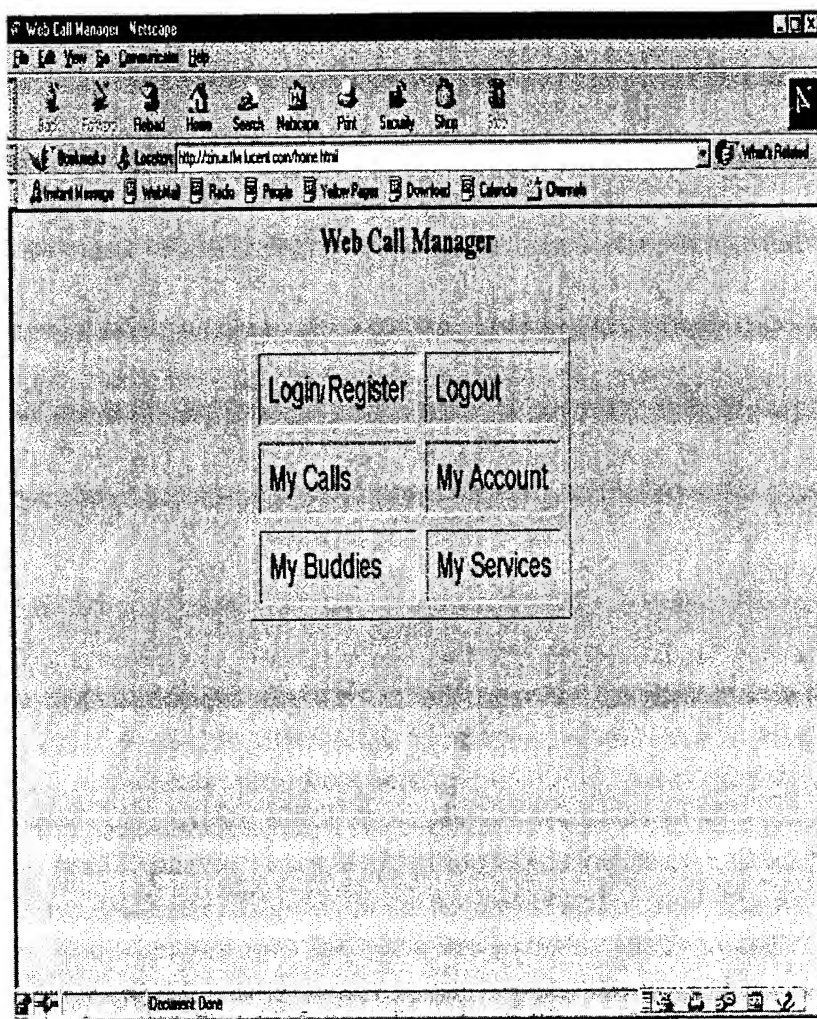 Web Call Manager - Netscape
File Edit View Go Communicator Help
Back Forward Reload Home Search Netscape Print Security Shop Stop
Bookmarks Location: What's Related
Instant Message WebMail Radio People Yellow Pages Download Calendar Channels
Web Call Manager
Login/Register Logout
My Calls My Account
My Buddies My Services
Document: Done